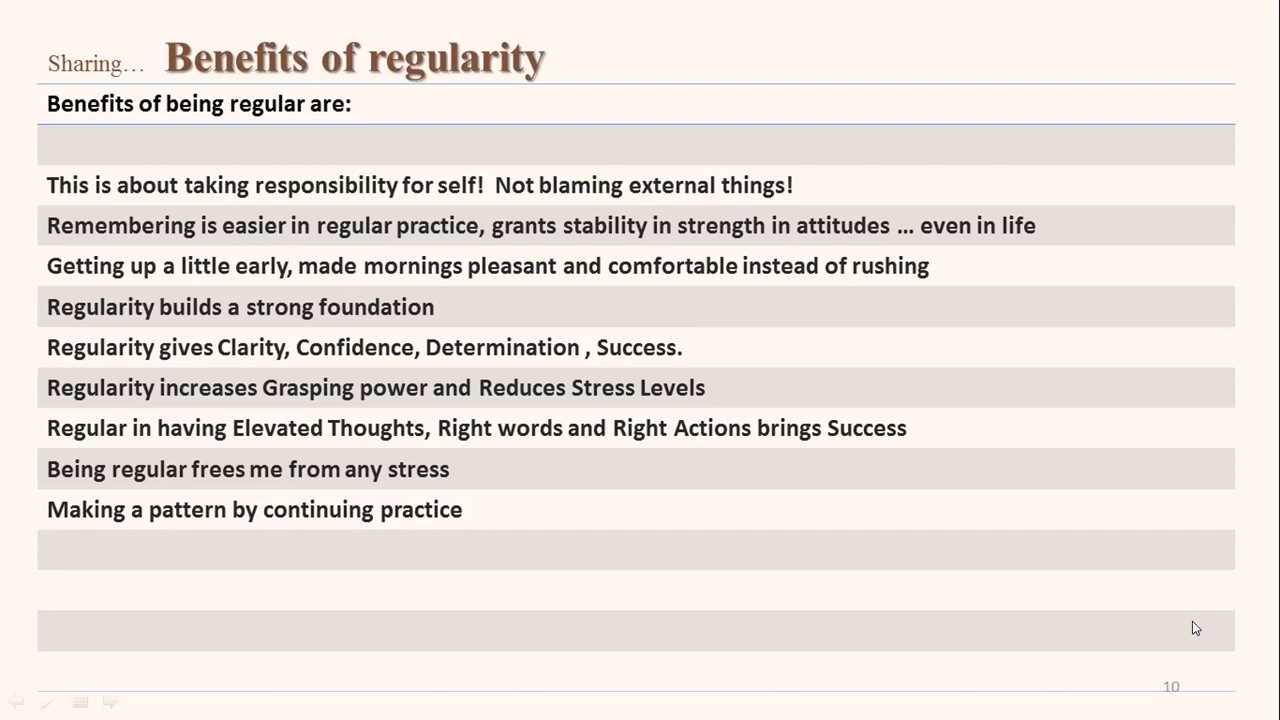 Sharing... Benefits of regularity
Benefits of being regular are:
This is about taking responsibility for self! Not blaming external things!
Remembering is easier in regular practice, grants stability in strength in attitudes ... even in life
Getting up a little early, made mornings pleasant and comfortable instead of rushing
Regularity builds a strong foundation
Regularity gives Clarity, Confidence, Determination , Success.
Regularity increases Grasping power and Reduces Stress Levels
Regular in having Elevated Thoughts, Right words and Right Actions brings Success
Being regular frees me from any stress
Making a pattern by continuing practice
10